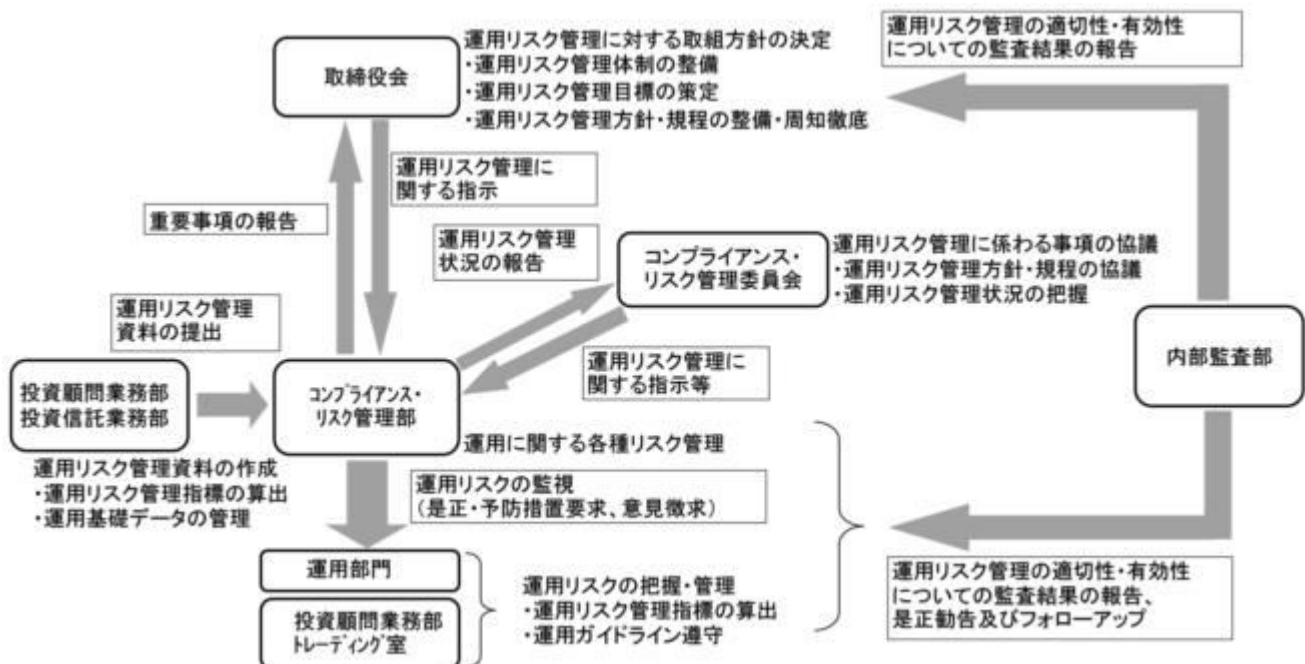 取締役会
運用リスク管理に対する取組方針の決定
・運用リスク管理体制の整備
・運用リスク管理目標の策定
・運用リスク管理方針・規程の整備・周知徹底
運用リスク管理の適切性・有効性
についての監査結果の報告
運用リスク管理に
関する指示
重要事項の報告
運用リスク管理
状況の報告
コンプライアンス・
リスク管理委員会
運用リスク管理に係わる事項の協議
・運用リスク管理方針・規程の協議
・運用リスク管理状況の把握
運用リスク管理
資料の提出
運用リスク管理に
関する指示等
内部監査部
投資顧問業務部
投資信託業務部
コンプライアンス・
リスク管理部
運用に関する各種リスク管理
運用リスク管理資料の作成
・運用リスク管理指標の算出
・運用基礎データの管理
運用リスクの監視
(是正・予防措置要求、意見徴求)
運用部門
投資顧問業務部
トレーディング室
運用リスクの把握・管理
・運用リスク管理指標の算出
・運用ガイドライン遵守
運用リスク管理の適切性・有効性
についての監査結果の報告、
是正勧告及びフォローアップ